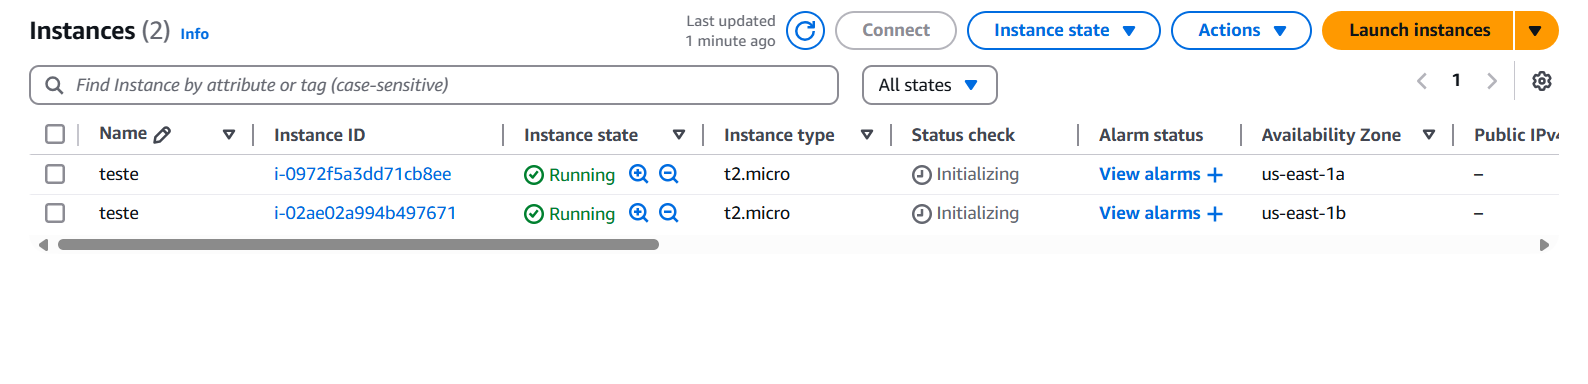 Instances (2) Info
Last updated
1 minute ago
Connect
Instance state
Actions
Launch instances
Find Instance by attribute or tag (case-sensitive)
All states
1
Name Instance ID Instance state Instance type Status check Alarm status Availability Zone Public IPv4
teste i-0972f5a3dd71cb8ee Running t2.micro Initializing View alarms + us-east-1a –
teste i-02ae02a994b497671 Running t2.micro Initializing View alarms + us-east-1b –